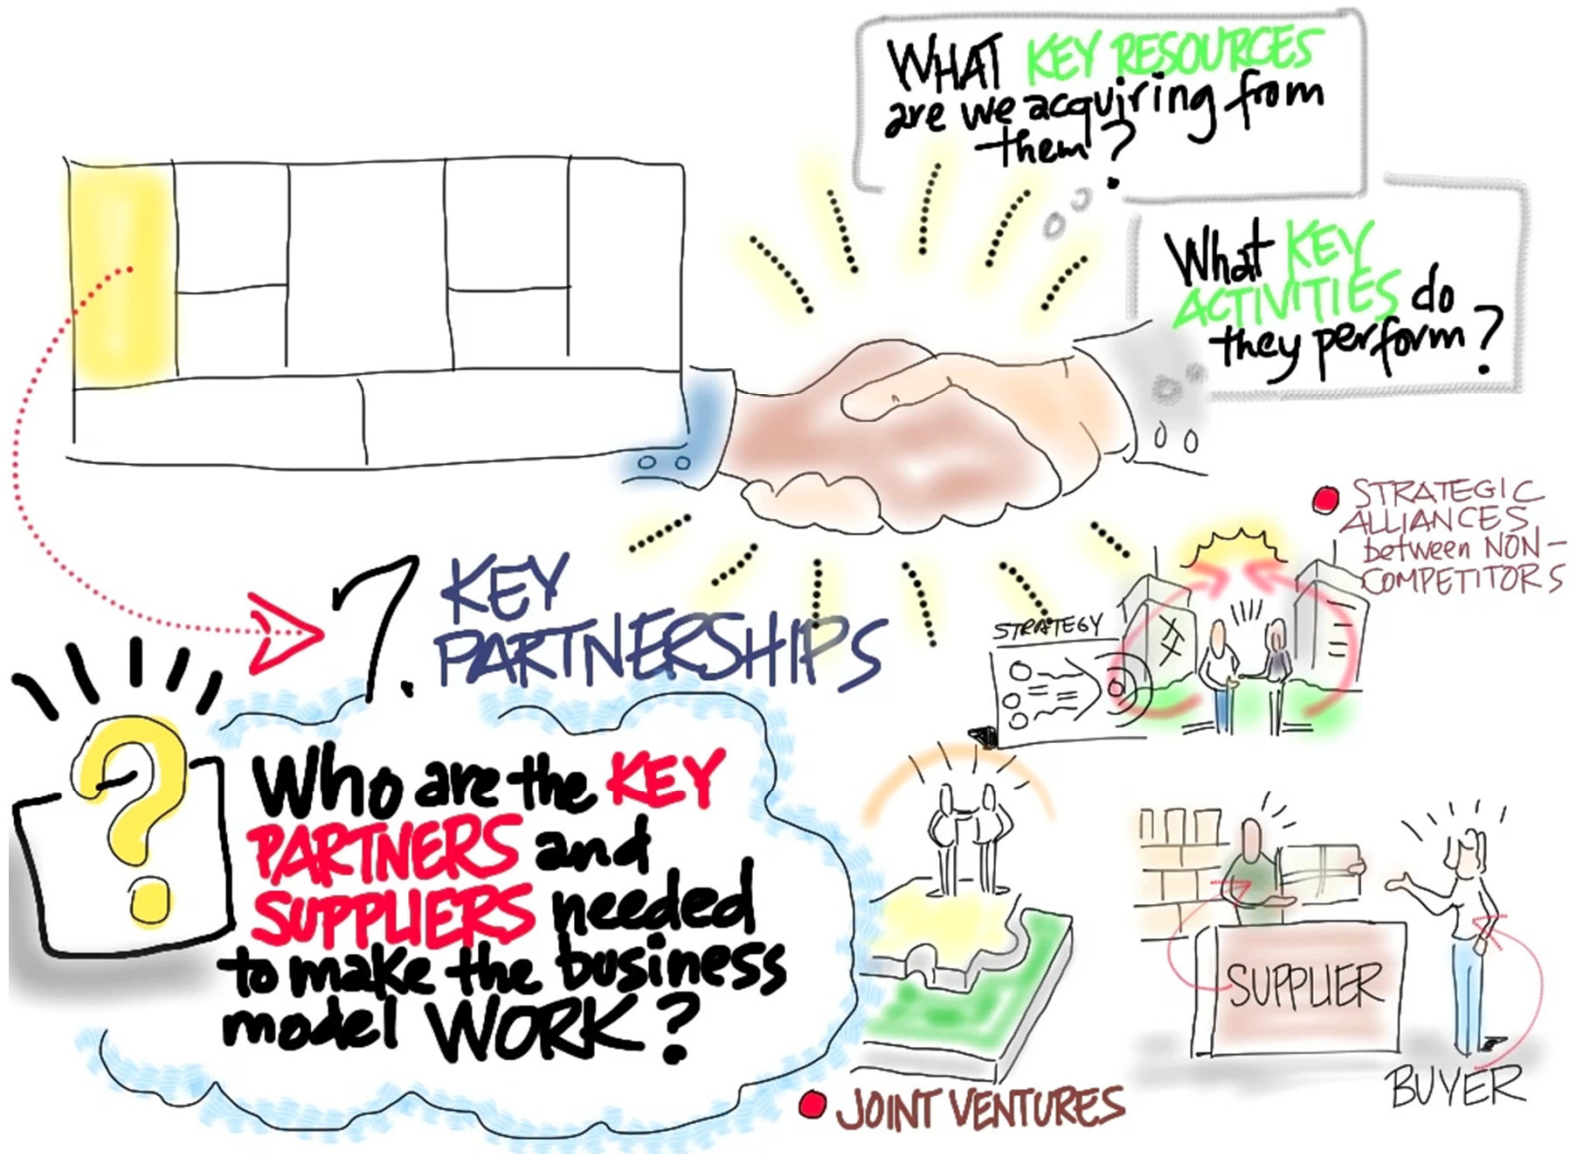 WHAT KEY RESOURCES
are we acquiring from
them?
What KEY
ACTIVITIES do
they perform?
STRATEGIC
ALLIANCES
between NON-
COMPETITORS
7. KEY
PARTNERSHIPS
STRATEGY
Who are the KEY
PARTNERS and
SUPPLIERS needed
to make the business
model WORK?
?
SUPPLIER
BUYER
JOINT VENTURES